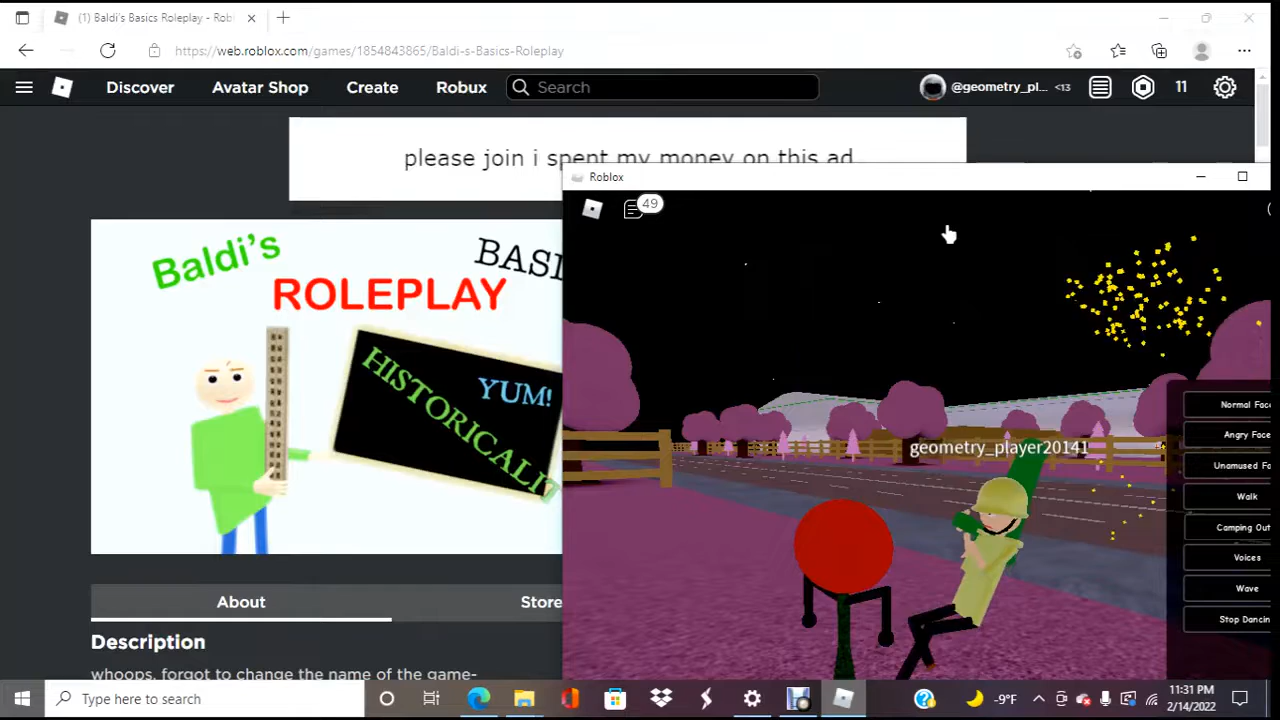 (1) Baldi's Basics Roleplay - Rob
https://web.roblox.com/games/1854843865/Baldi-s-Basics-Roleplay
Discover
Avatar Shop
Create
Robux
Search
@geometry_pl...
<13
11
please join i spent my money on this ad
Roblox
49
Baldi's
BASI
ROLEPLAY
HISTORICALIT
YUM!
geometry_player20141
Normal Face
Angry Face
Unamused Fa
Walk
Camping Out
Voices
Wave
Stop Dancin
About
Store
Description
whoops, forgot to change the name of the game-
Type here to search
-9°F
11:31 PM
2/14/2022